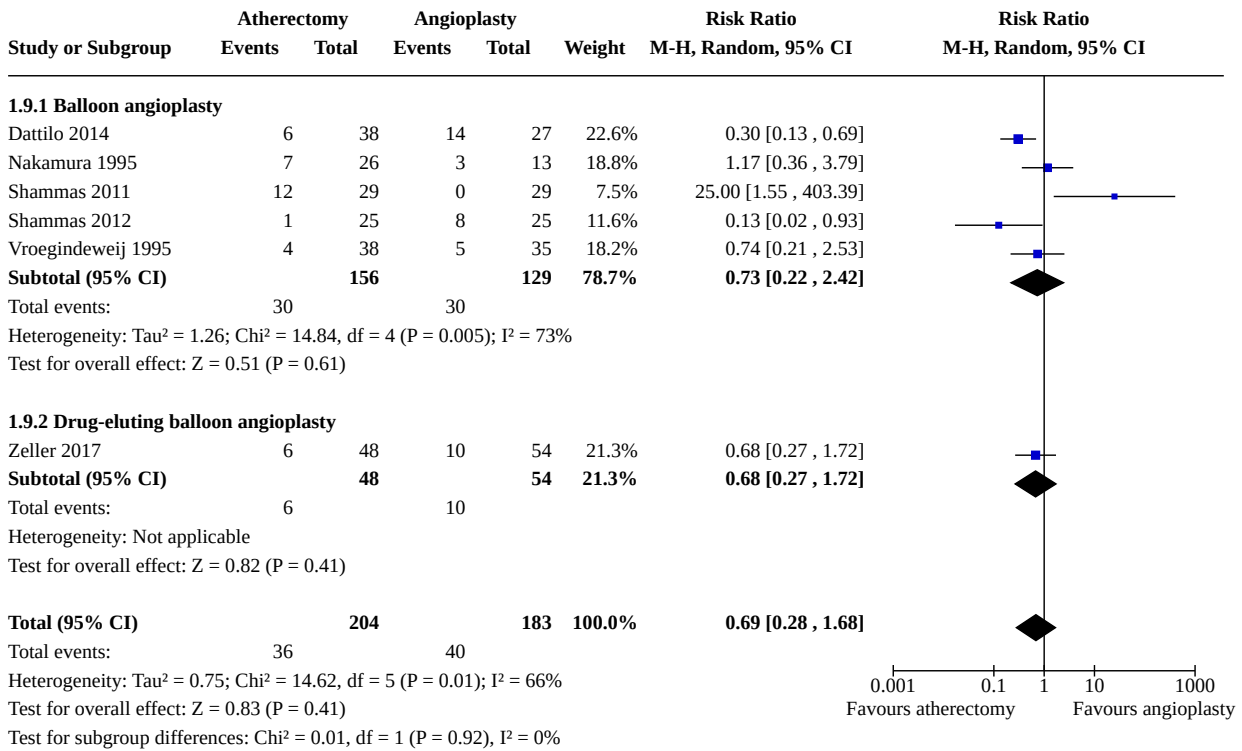 Atherectomy Angioplasty Risk Ratio Risk Ratio
Study or Subgroup Events Total Events Total Weight M-H, Random, 95% CI M-H, Random, 95% CI
1.9.1 Balloon angioplasty
Dattilo 2014 6 38 14 27 22.6% 0.30 [0.13 , 0.69]
Nakamura 1995 7 26 3 13 18.8% 1.17 [0.36 , 3.79]
Shammas 2011 12 29 0 29 7.5% 25.00 [1.55 , 403.39]
Shammas 2012 1 25 8 25 11.6% 0.13 [0.02 , 0.93]
Vroegindeweij 1995 4 38 5 35 18.2% 0.74 [0.21 , 2.53]
Subtotal (95% CI) 156 129 78.7% 0.73 [0.22 , 2.42]
Total events: 30 30
Heterogeneity: Tau² = 1.26; Chi² = 14.84, df = 4 (P = 0.005); I² = 73%
Test for overall effect: Z = 0.51 (P = 0.61)
1.9.2 Drug-eluting balloon angioplasty
Zeller 2017 6 48 10 54 21.3% 0.68 [0.27 , 1.72]
Subtotal (95% CI) 48 54 21.3% 0.68 [0.27 , 1.72]
Total events: 6 10
Heterogeneity: Not applicable
Test for overall effect: Z = 0.82 (P = 0.41)
Total (95% CI) 204 183 100.0% 0.69 [0.28 , 1.68]
Total events: 36 40
Heterogeneity: Tau² = 0.75; Chi² = 14.62, df = 5 (P = 0.01); I² = 66%
0.001 0.1 1 10 1000
Test for overall effect: Z = 0.83 (P = 0.41) Favours atherectomy Favours angioplasty
Test for subgroup differences: Chi² = 0.01, df = 1 (P = 0.92), I² = 0%